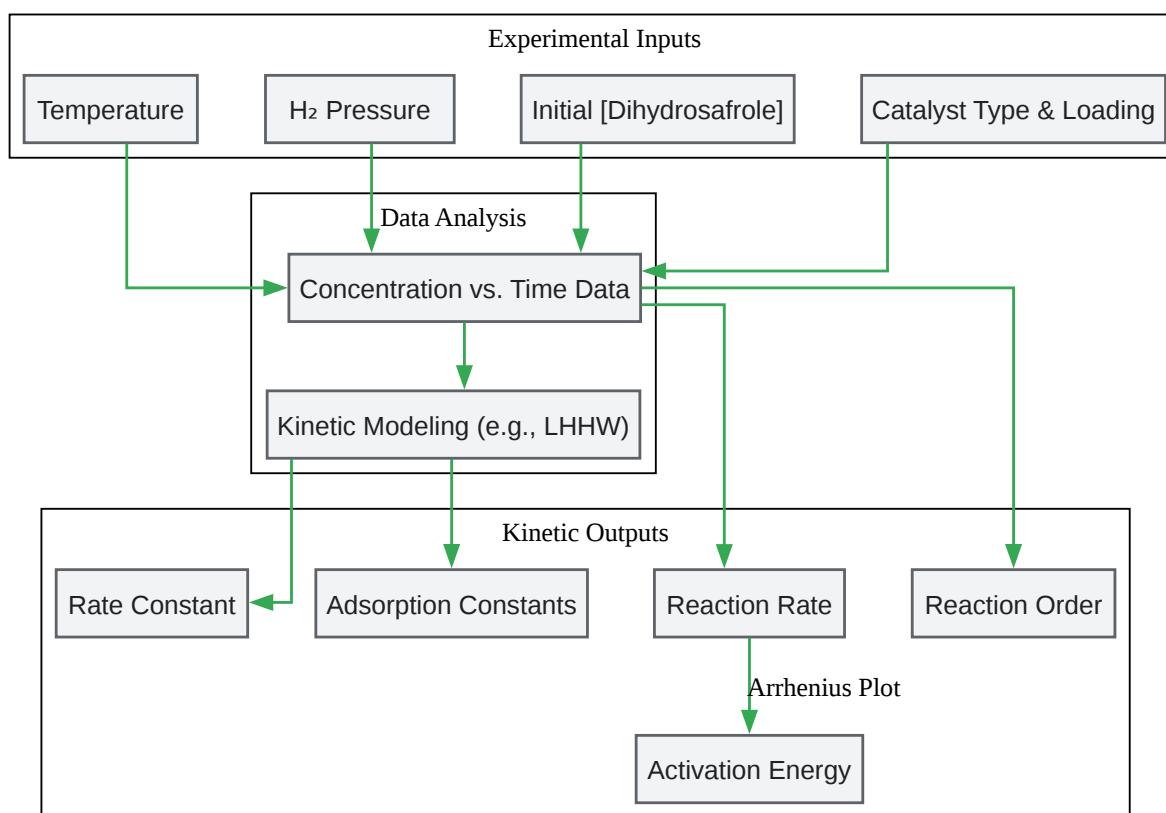 Experimental Inputs
Temperature
H₂ Pressure
Initial [Dihydrosafrole]
Catalyst Type & Loading
Data Analysis
Concentration vs. Time Data
Kinetic Modeling (e.g., LHHW)
Kinetic Outputs
Rate Constant
Adsorption Constants
Reaction Rate
Reaction Order
Arrhenius Plot
Activation Energy